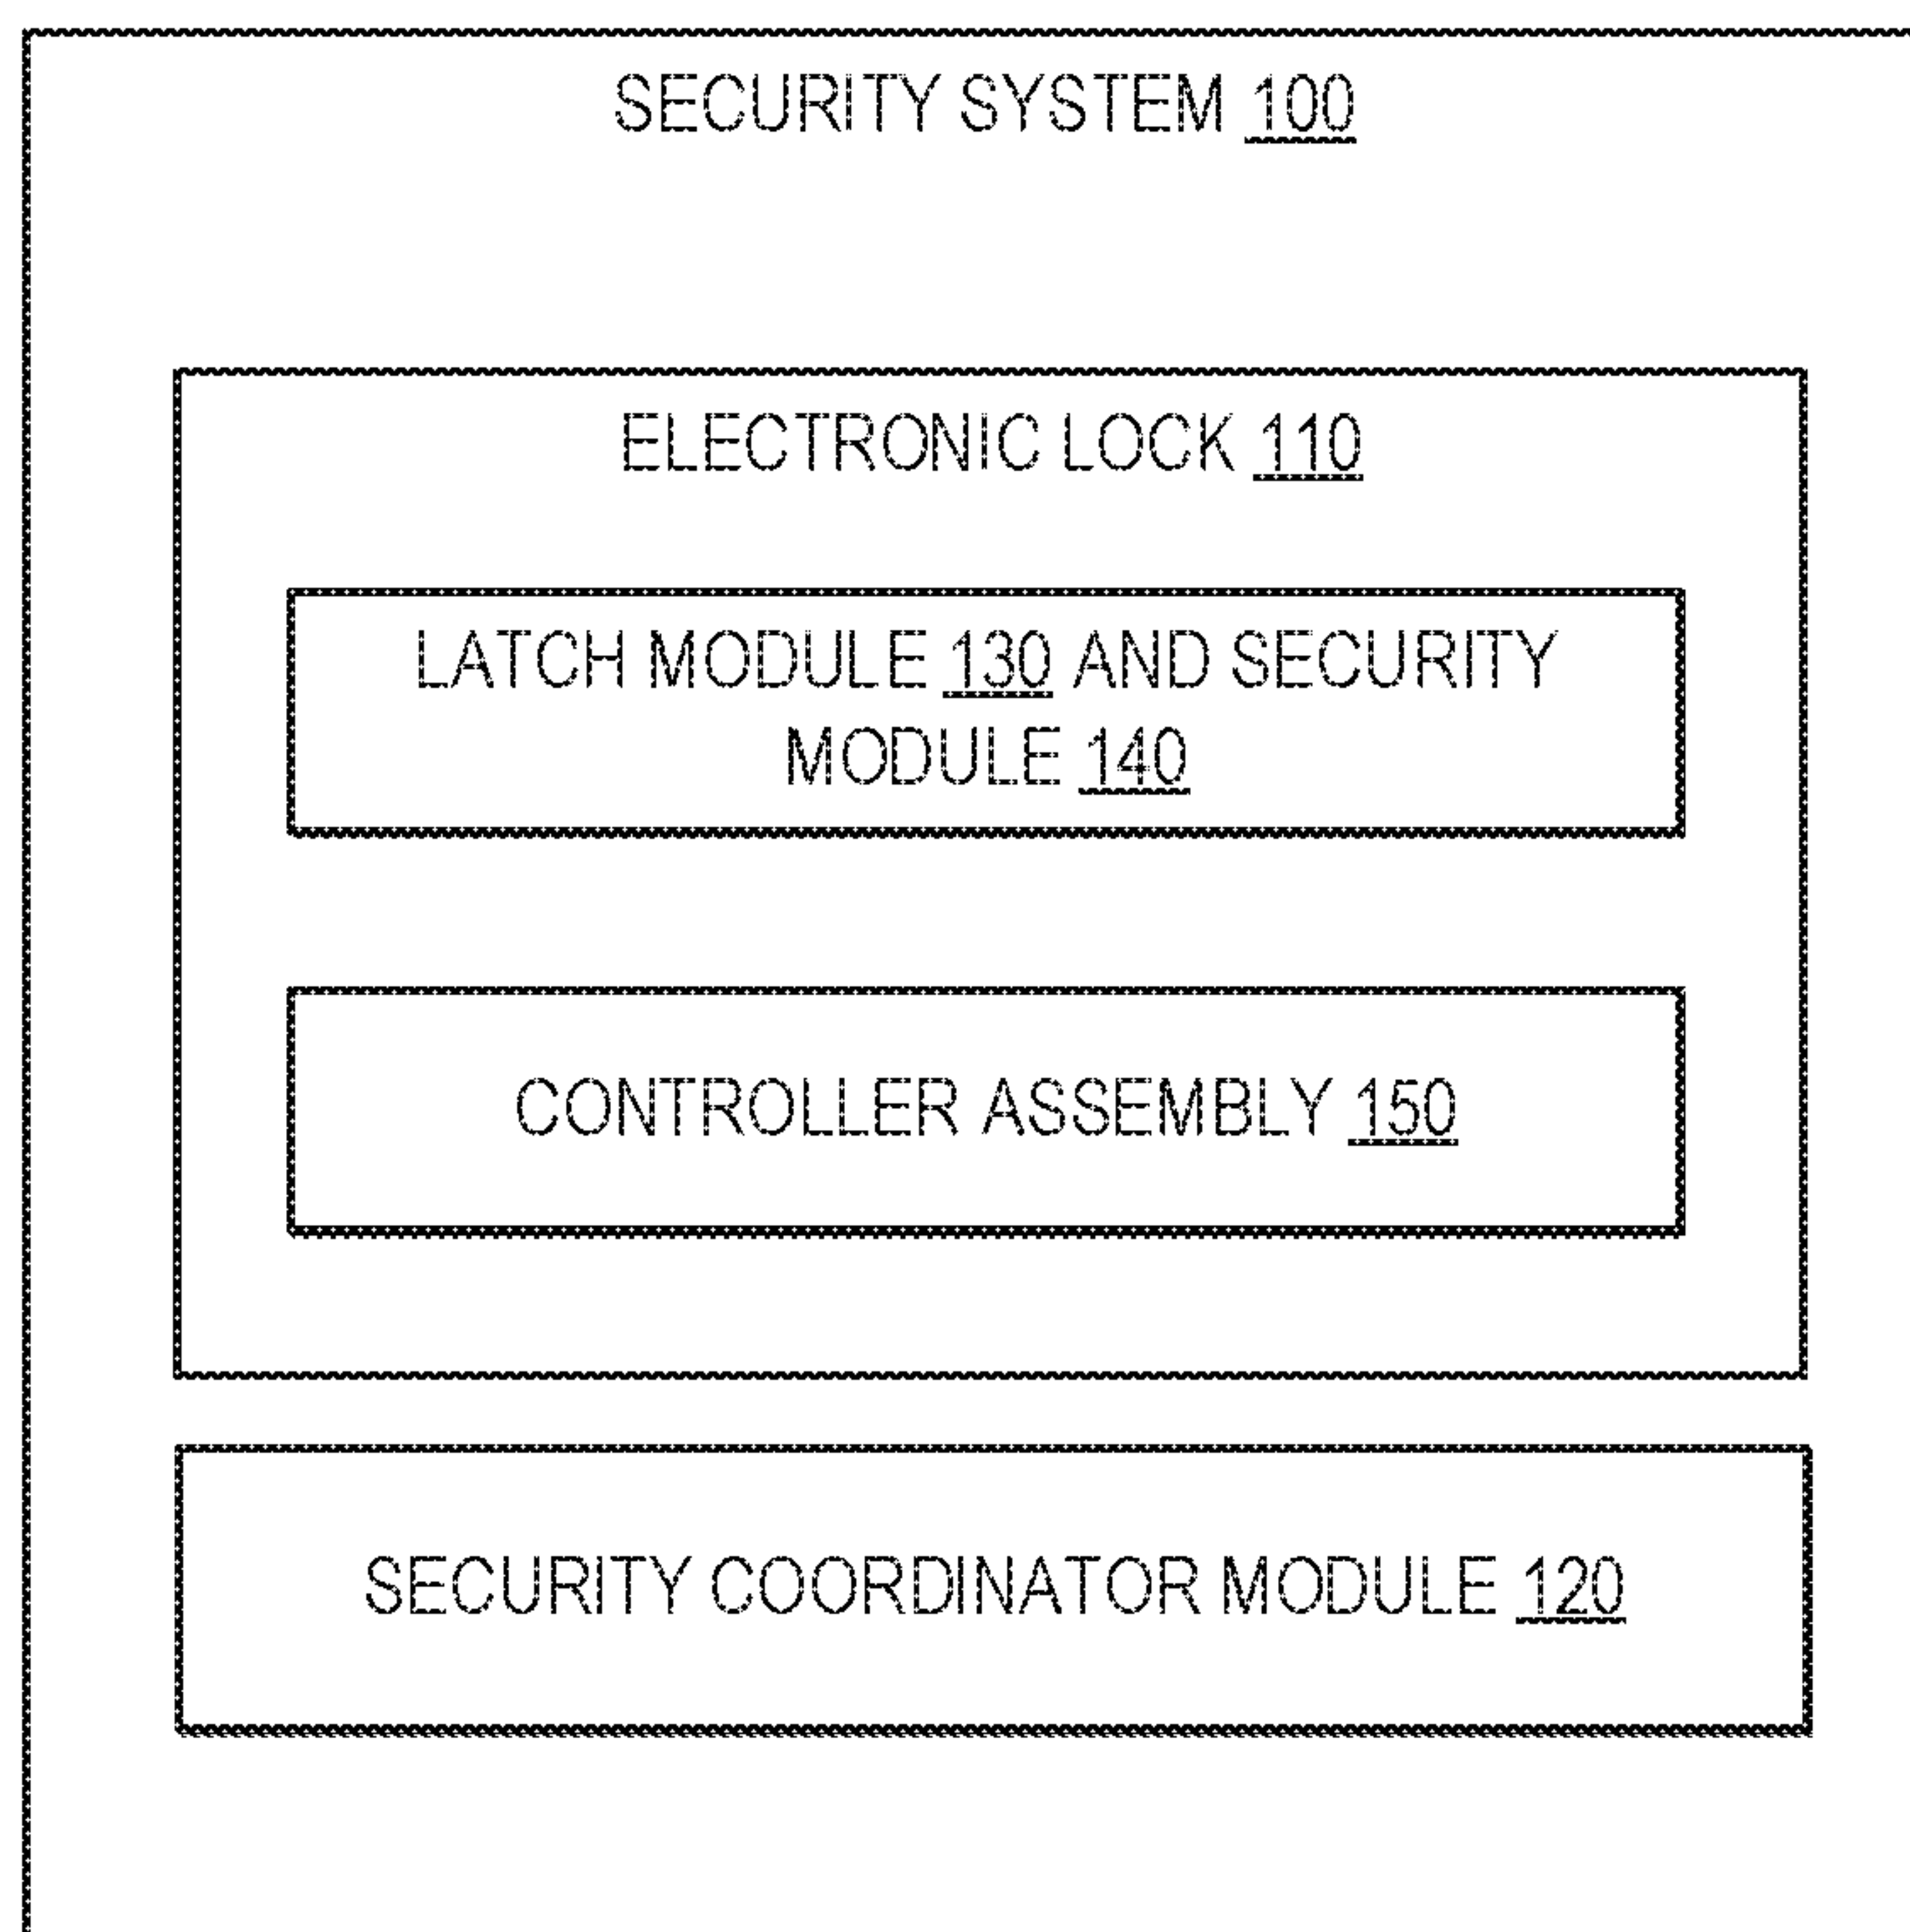 SECURITY SYSTEM 100
ELECTRONIC LOCK 110
LATCH MODULE 130 AND SECURITY
MODULE 140
CONTROLLER ASSEMBLY 150
SECURITY COORDINATOR MODULE 120